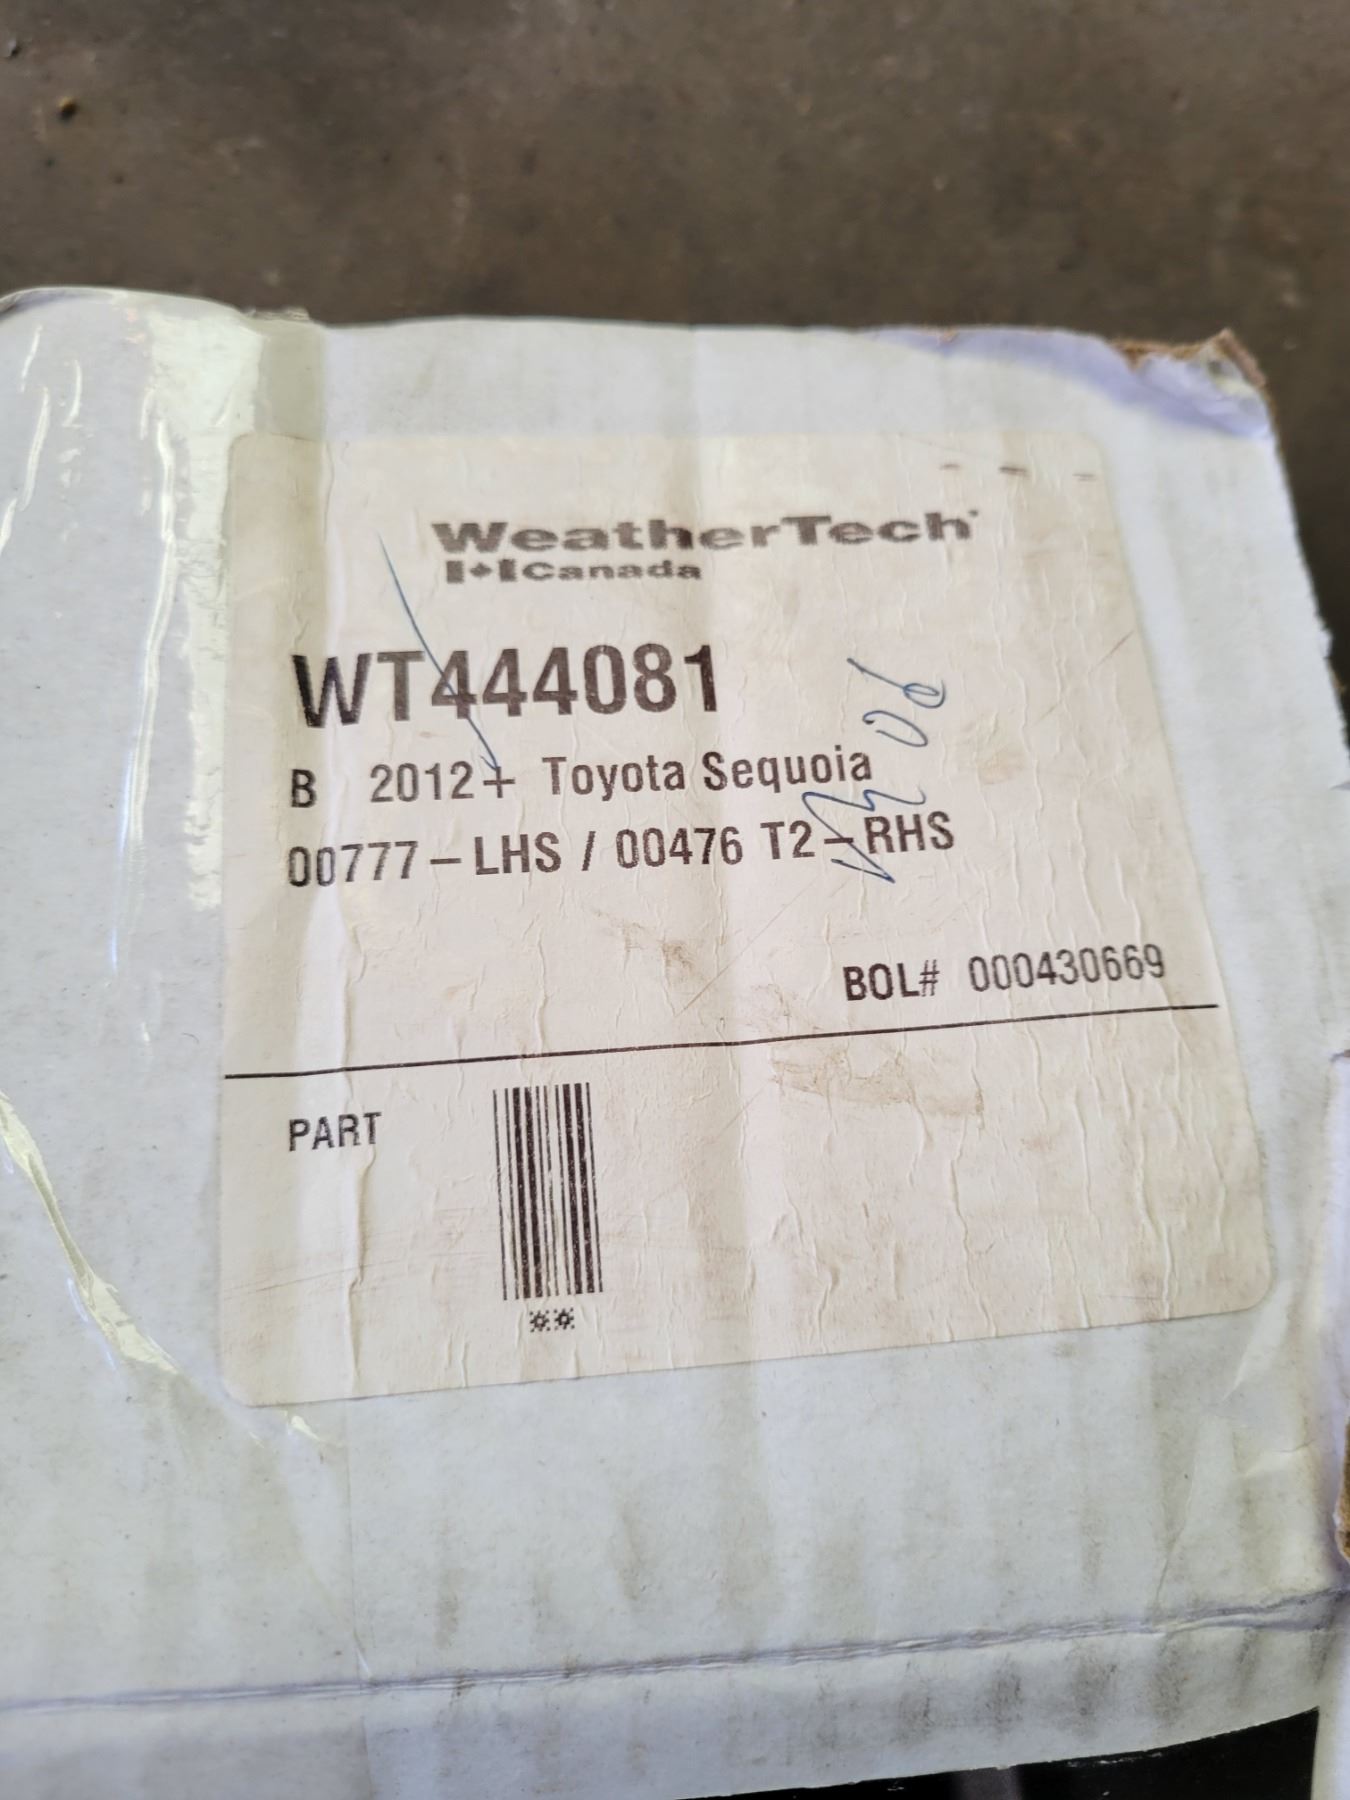 WeatherTech
Canada
WT444081
B 2012+ Toyota Sequoia
00777-LHS / 00476 T2-RHS
BOL# 000430669
PART
**